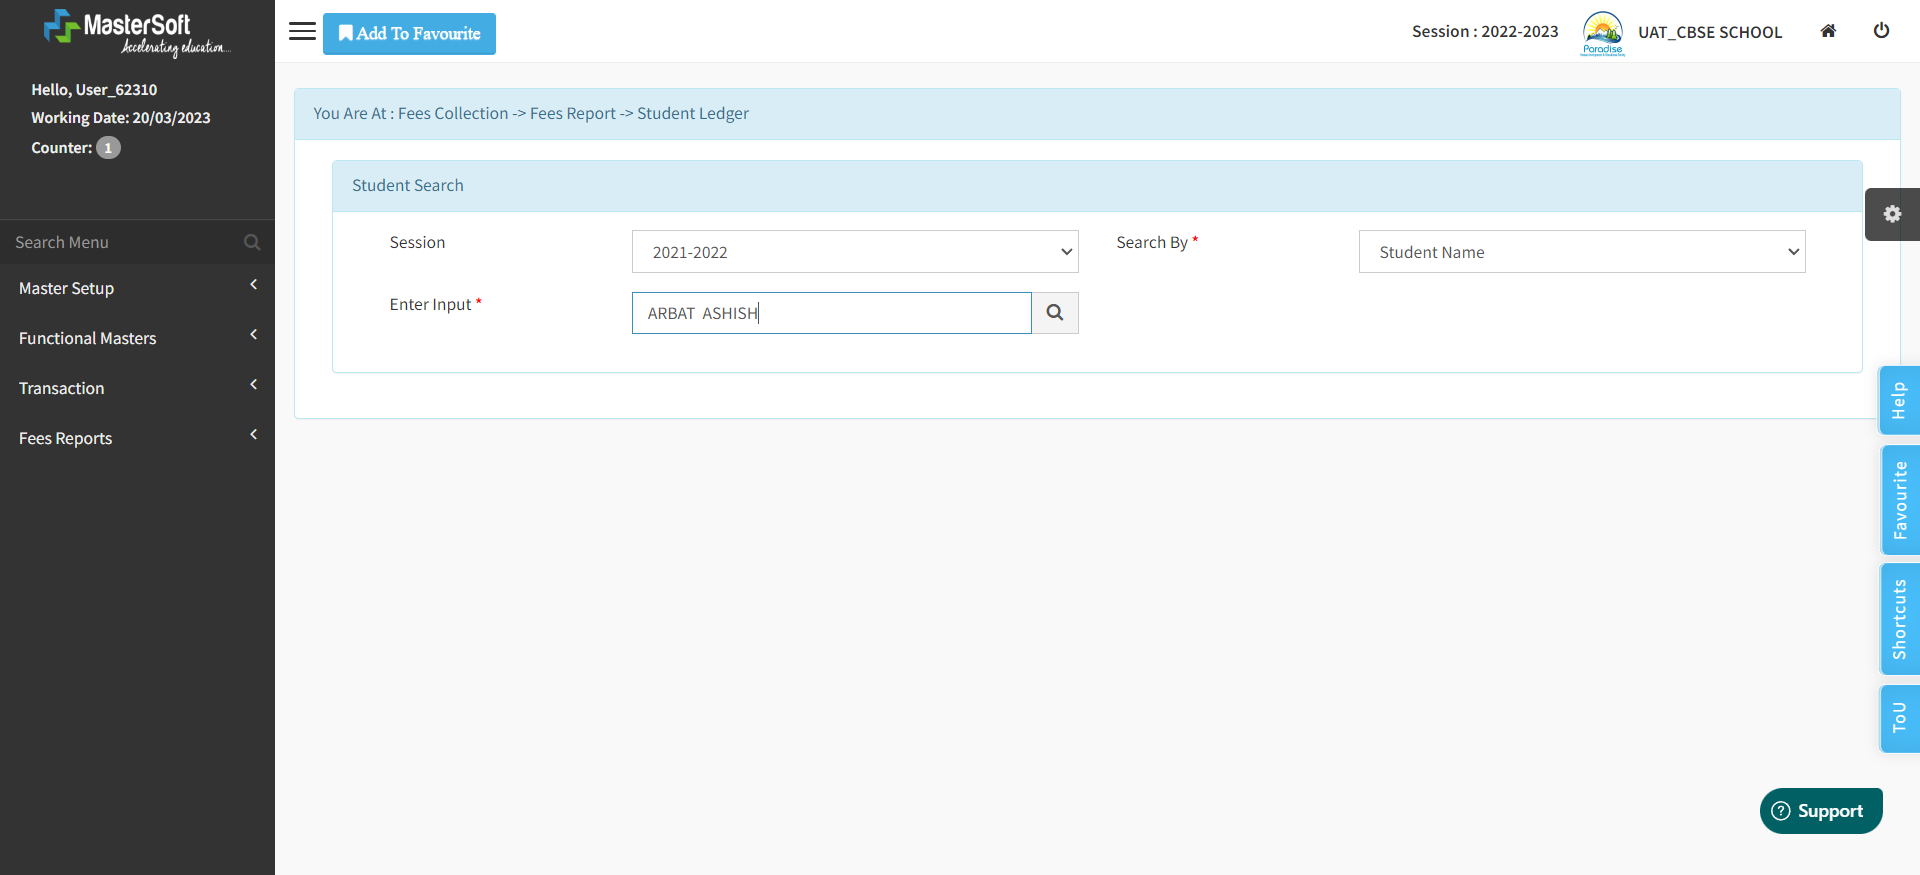 MasterSoft
Accelerating education...
Hello, User_62310
Working Date: 20/03/2023
Counter: 1
Search Menu
Master Setup
Functional Masters
Transaction
Fees Reports
Add To Favourite
Session : 2022-2023
Paradise
UAT_CBSE SCHOOL
You Are At : Fees Collection -> Fees Report -> Student Ledger
Student Search
Session
2021-2022
Search By *
Student Name
Enter Input *
ARBAT  ASHISH
Help
Favourite
Shortcuts
ToU
? Support